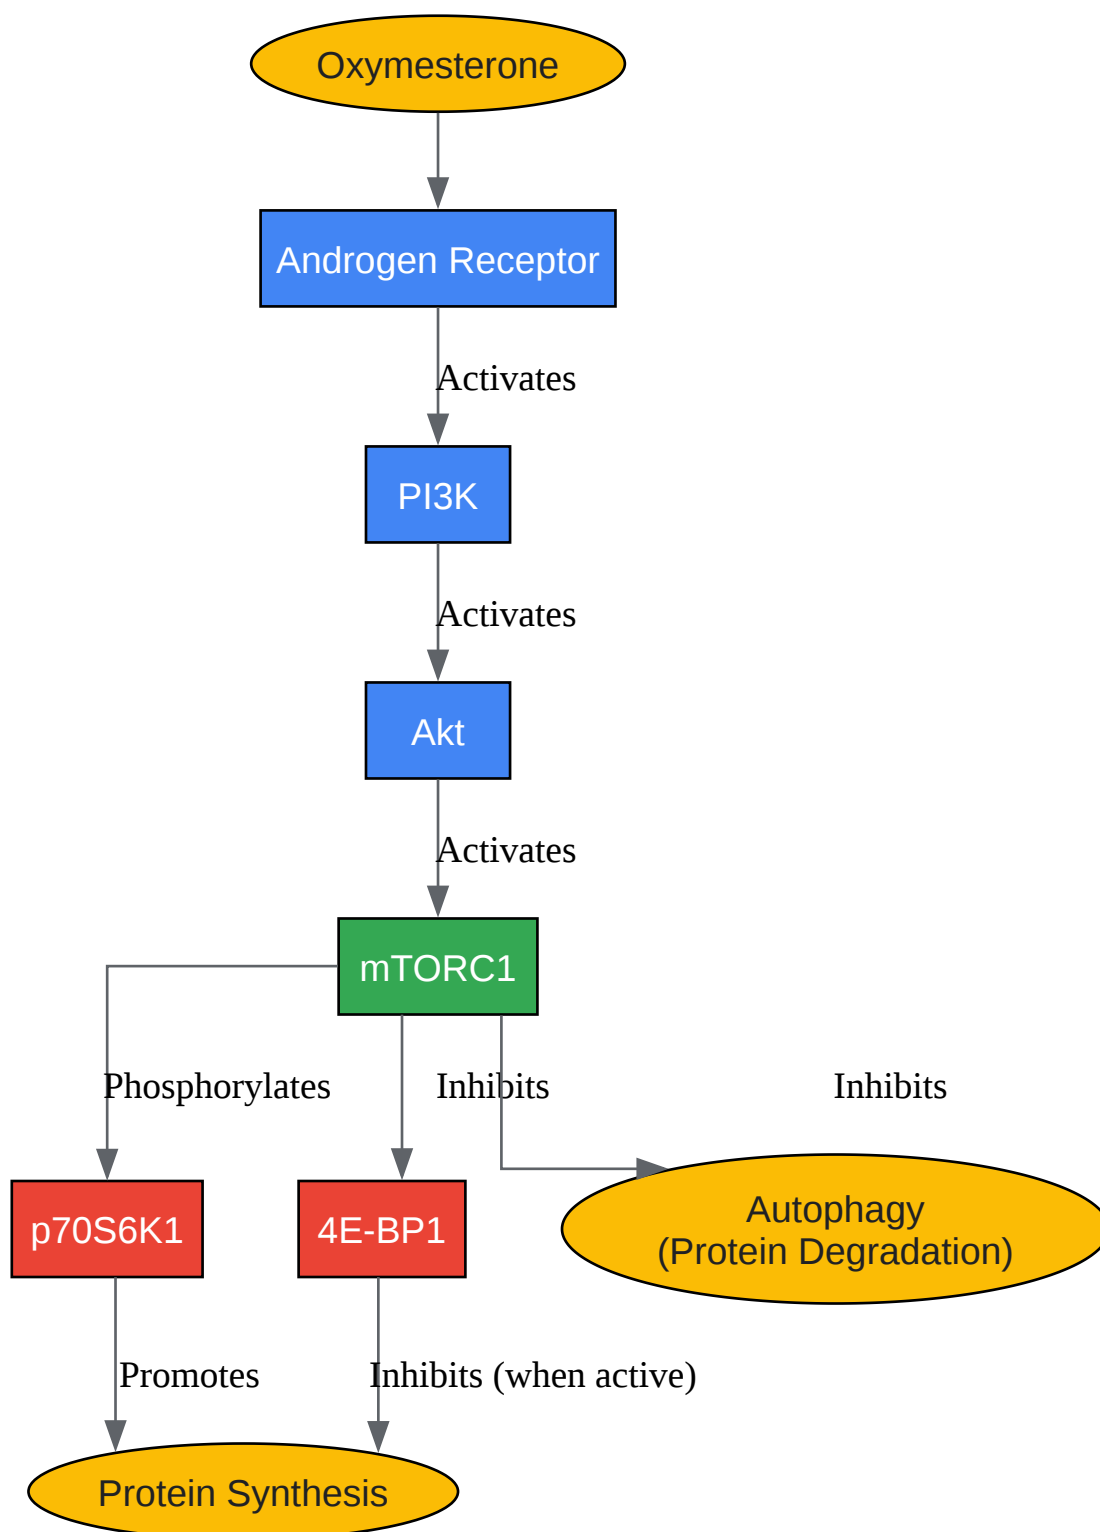 Oxymesterone
Androgen Receptor
Activates
PI3K
Activates
Akt
Activates
mTORC1
Phosphorylates
Inhibits
Inhibits
p70S6K1
4E-BP1
Autophagy
(Protein Degradation)
Promotes
Inhibits (when active)
Protein Synthesis